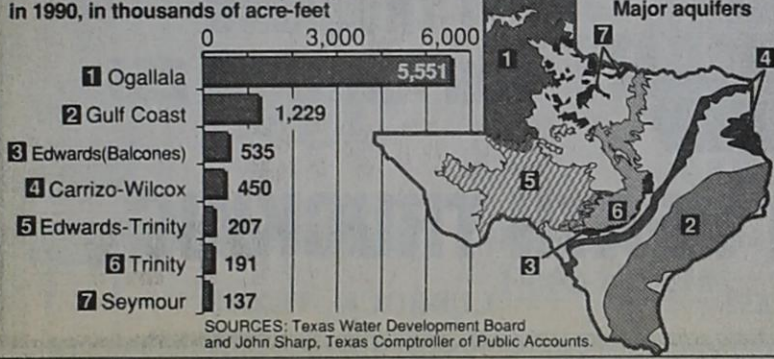 in 1990, in thousands of acre-feet
Major aquifers
0 3,000 6,000
1 Ogallala 5,551
2 Gulf Coast 1,229
3 Edwards(Balcones) 535
4 Carrizo-Wilcox 450
5 Edwards-Trinity 207
6 Trinity 191
7 Seymour 137
1
7
4
5
6
2
3
SOURCES: Texas Water Development Board
and John Sharp, Texas Comptroller of Public Accounts.